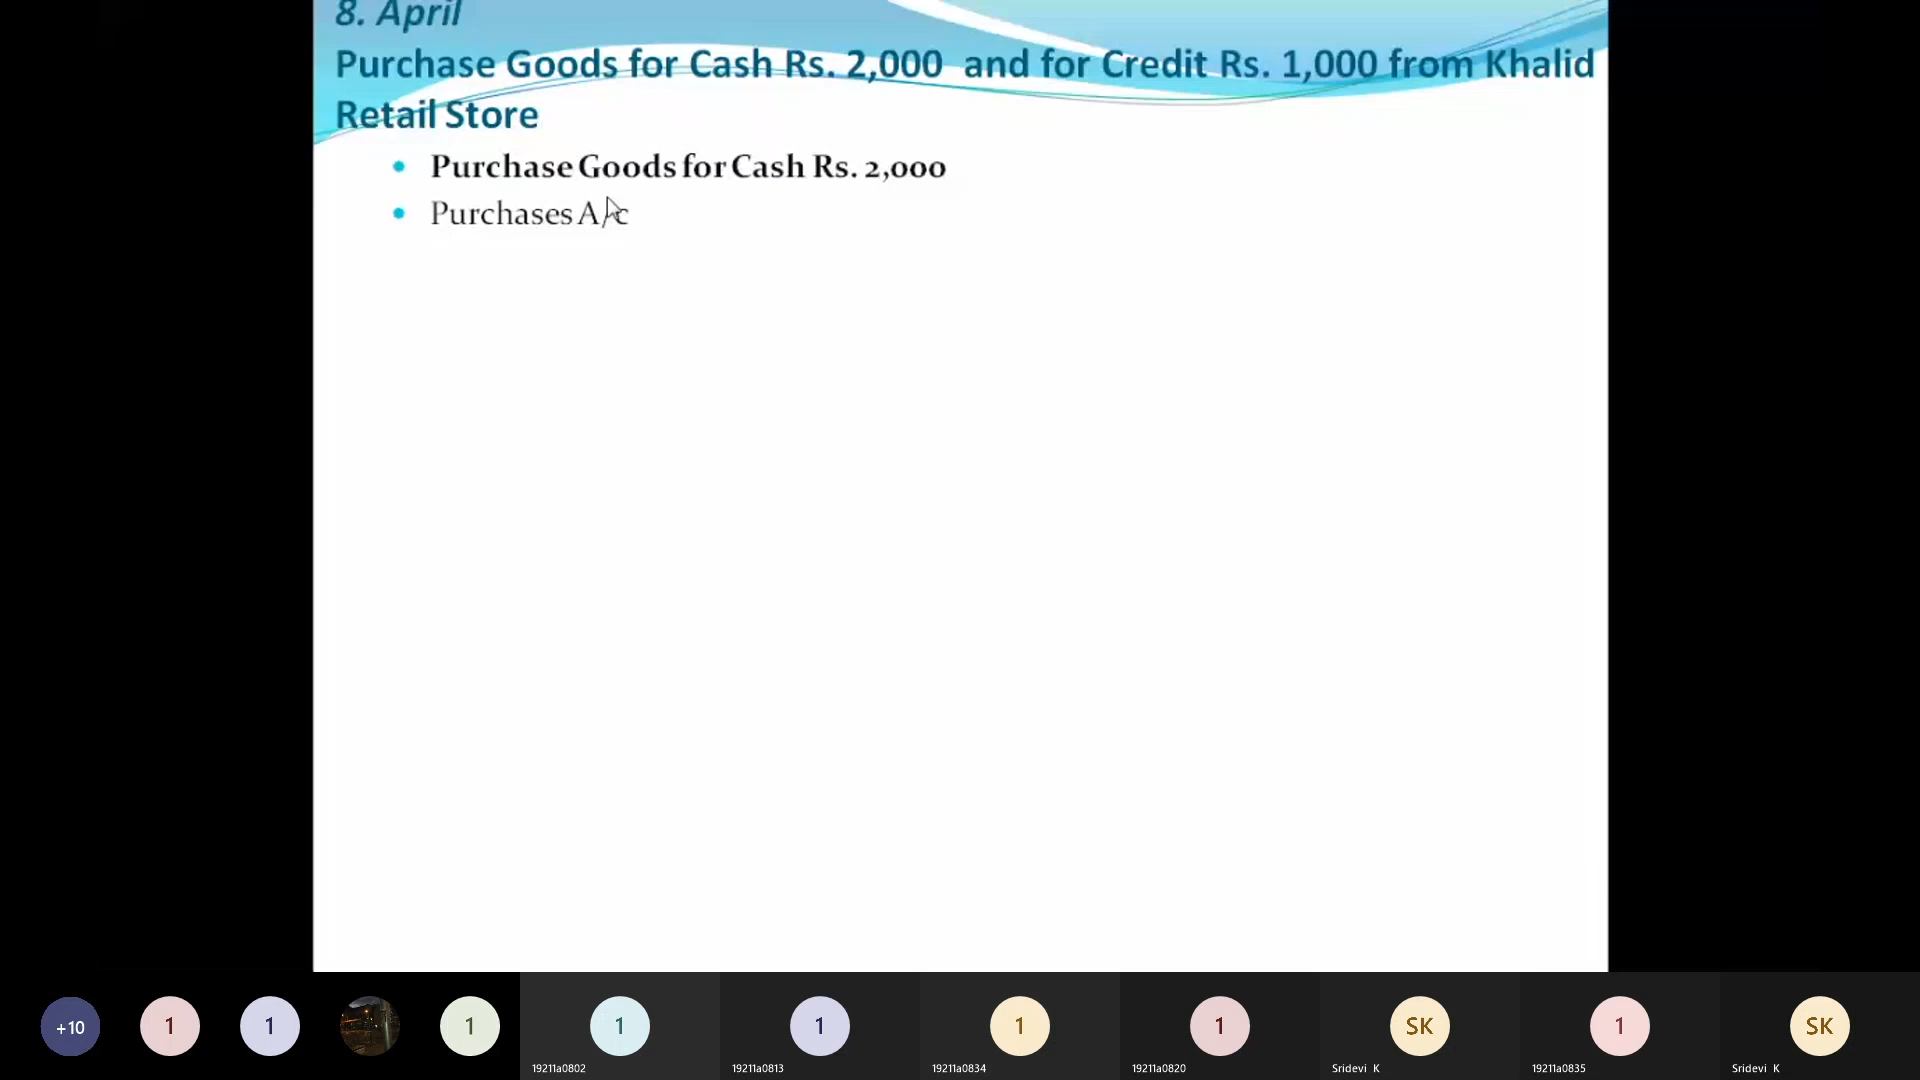 8. April
Purchase Goods for Cash Rs. 2,000 and for Credit Rs. 1,000 from Khalid
Retail Store
• Purchase Goods for Cash Rs. 2,000
• Purchases A/c
+10
1
1
1
1
1
1
1
SK
1
SK
19211a0802
19211a0813
19211a0834
19211a0820
Sridevi K
19211a0835
Sridevi K